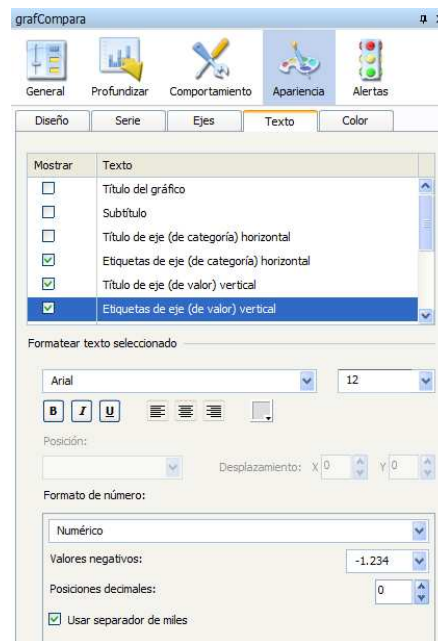 grafCompara
General Profundizar Comportamiento Apariencia Alertas
Diseño Serie Ejes Texto Color
Mostrar Texto
Título del gráfico
Subtítulo
Título de eje (de categoría) horizontal
Etiquetas de eje (de categoría) horizontal
Título de eje (de valor) vertical
Etiquetas de eje (de valor) vertical
Formatear texto seleccionado
Arial 12
B I U
Posición:
Desplazamiento: X 0 Y 0
Formato de número:
Numérico
Valores negativos: -1.234
Posiciones decimales: 0
Usar separador de miles